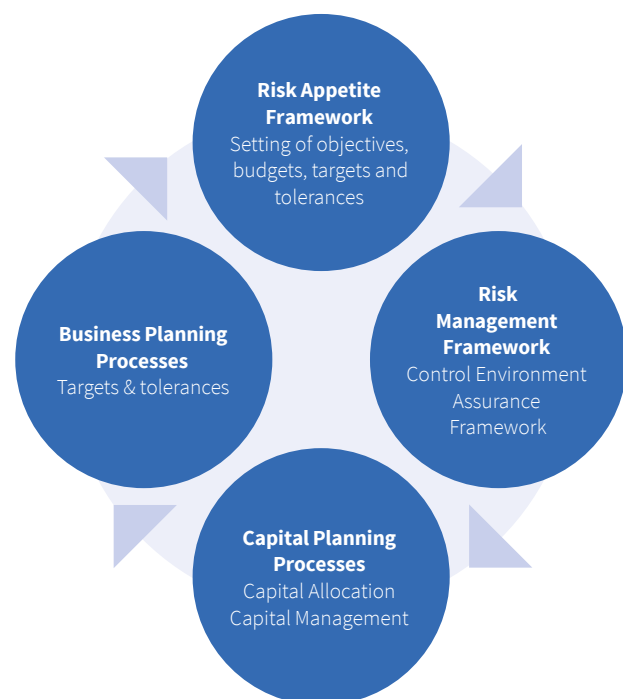 Risk Appetite
Framework
Setting of objectives,
budgets, targets and
tolerances
Business Planning
Processes
Targets & tolerances
Risk
Management
Framework
Control Environment
Assurance
Framework
Capital Planning
Processes
Capital Allocation
Capital Management